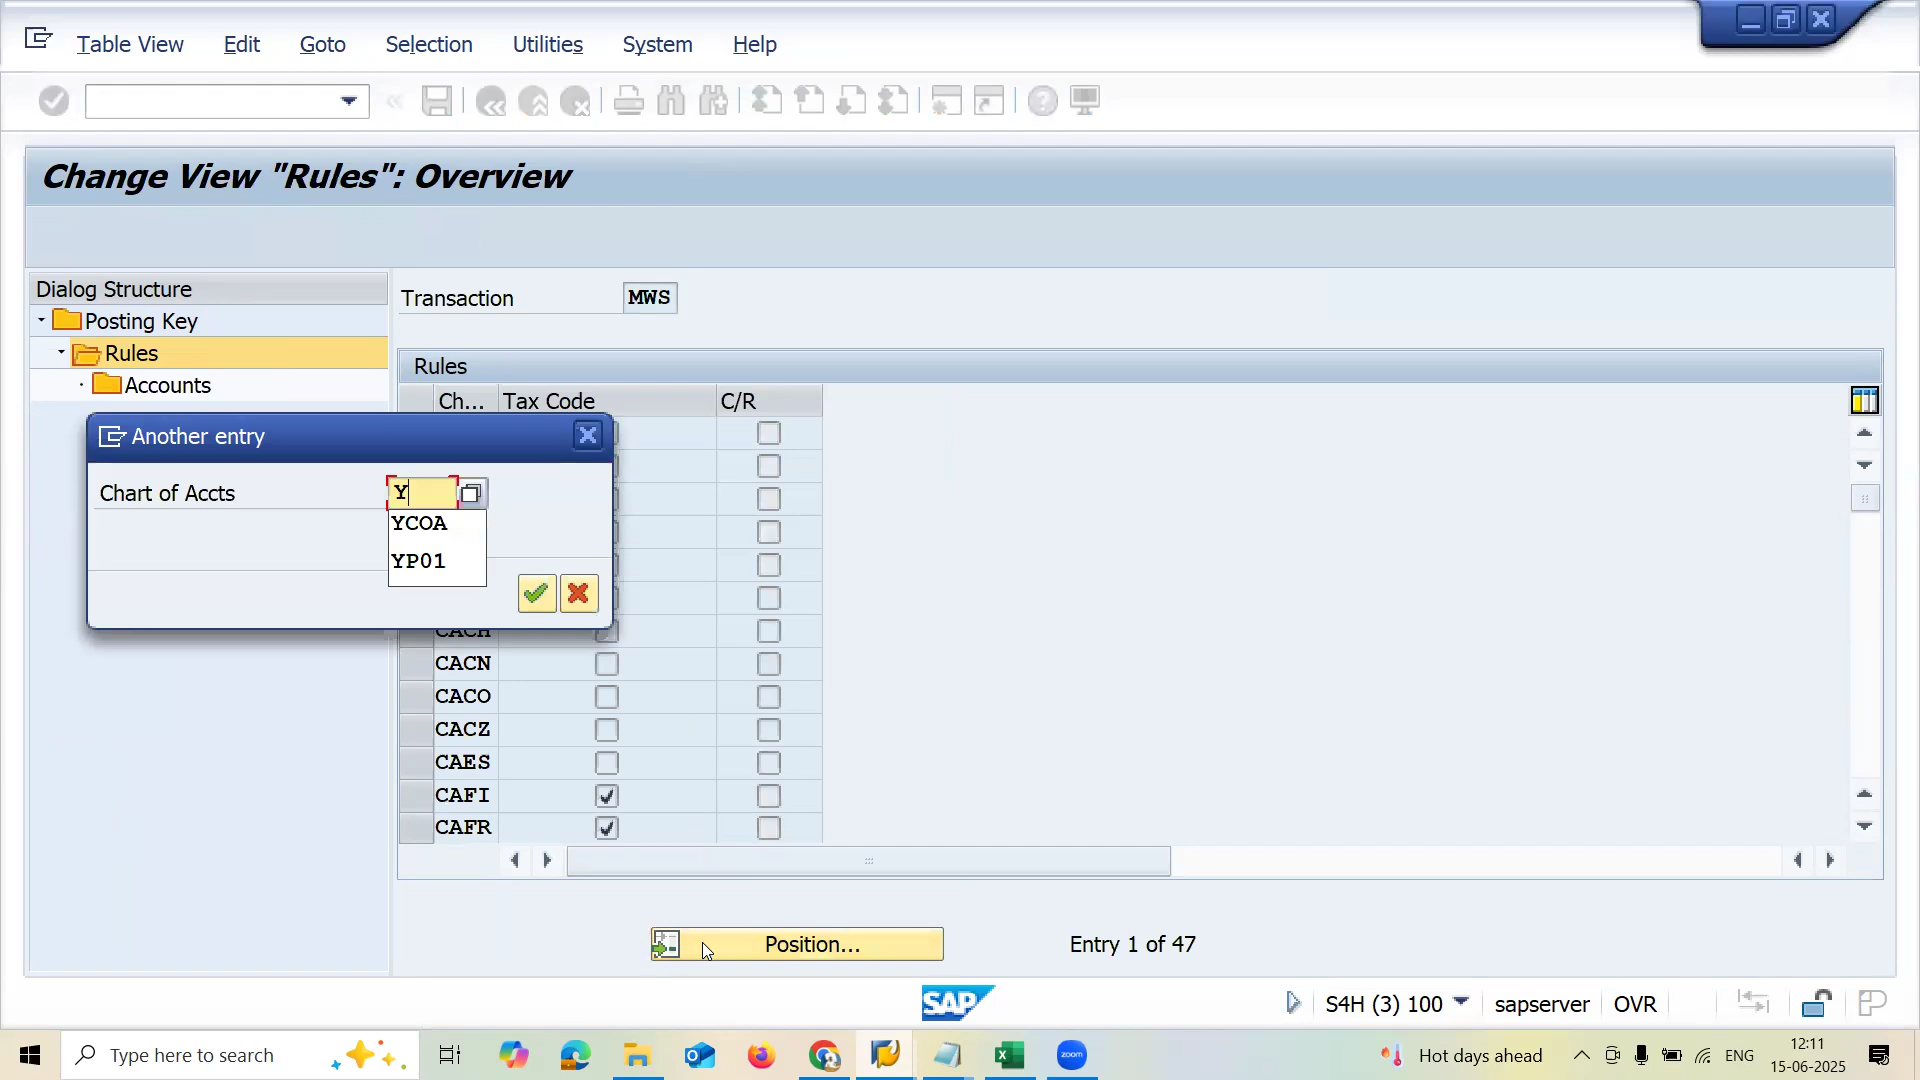 Table View Edit Goto Selection Utilities System Help
Change View "Rules": Overview
Dialog Structure
Posting Key
Rules
Accounts
Transaction MWS
Rules
Ch... Tax Code C/R
Another entry
Chart of Accts Y
YCOA
YP01
CACH
CACN
CACO
CACZ
CAES
CAFI
CAFR
Position... Entry 1 of 47
SAP S4H (3) 100 sapserver OVR
Type here to search zoom Hot days ahead ENG 12:11
15-06-2025